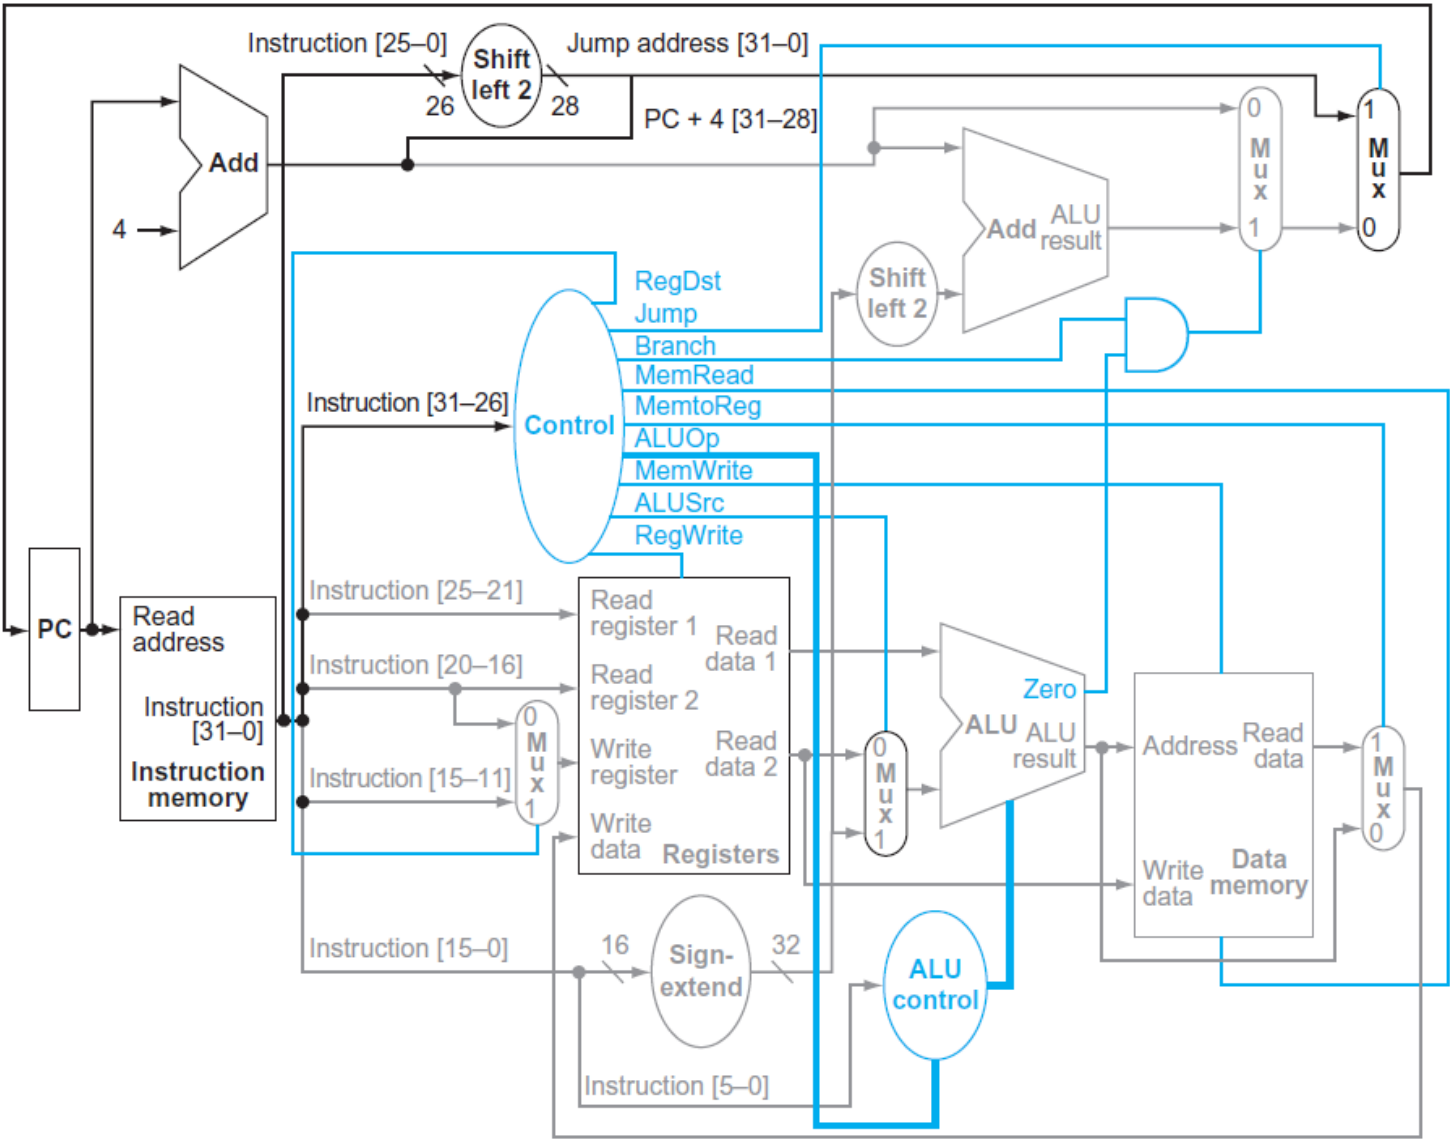 Instruction [25–0]
Shift
left 2
Jump address [31–0]
26
28
PC + 4 [31–28]
Add
4
0
M
u
x
1
1
M
u
x
0
Add
ALU
result
Shift
left 2
RegDst
Jump
Branch
MemRead
MemtoReg
ALUOp
MemWrite
ALUSrc
RegWrite
Instruction [31–26]
Control
PC
Read
address
Instruction
[31–0]
Instruction
memory
Instruction [25–21]
Instruction [20–16]
Instruction [15–11]
0
M
u
x
1
Read
register 1
Read
register 2
Write
register
Write
data
Read
data 1
Read
data 2
Registers
0
M
u
x
1
Zero
ALU
ALU
result
Address
Read
data
Write
data
Data
memory
1
M
u
x
0
Instruction [15–0]
16
Sign-
extend
32
ALU
control
Instruction [5–0]